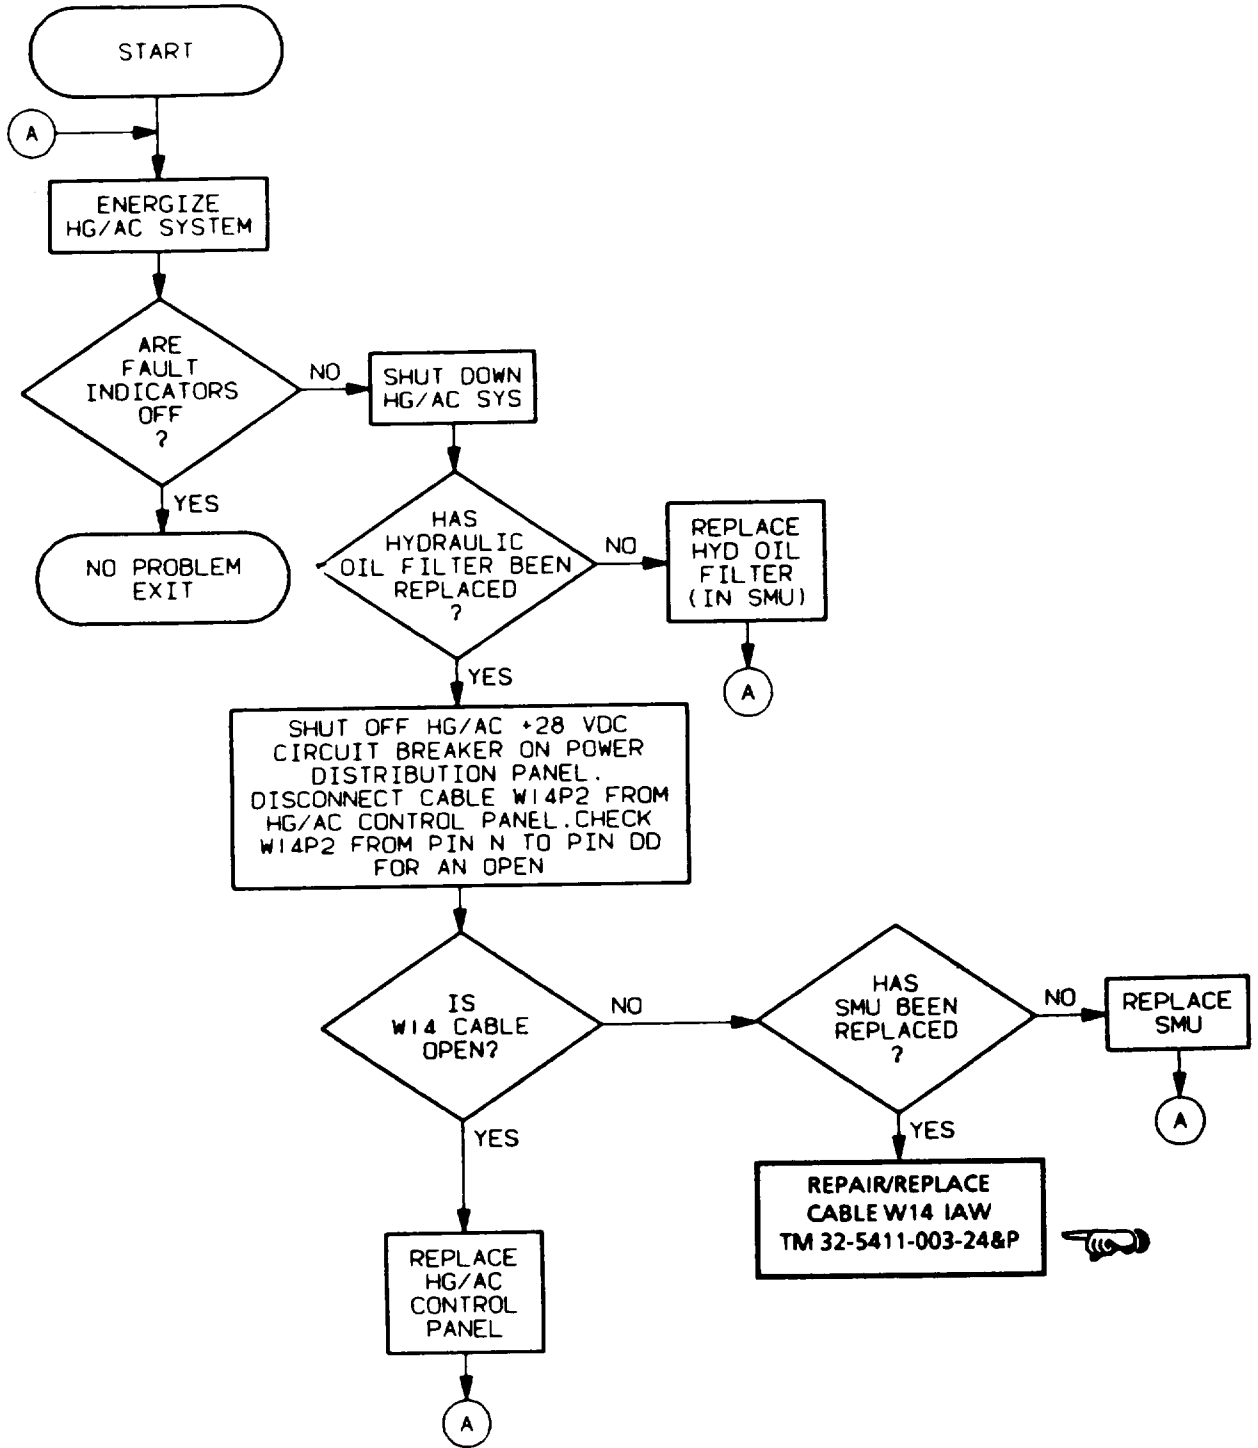 START
A
ENERGIZE
HG/AC SYSTEM
ARE
FAULT
INDICATORS
OFF
?
NO
SHUT DOWN
HG/AC SYS
YES
NO PROBLEM
EXIT
HAS
HYDRAULIC
OIL FILTER BEEN
REPLACED
?
NO
REPLACE
HYD OIL
FILTER
(IN SMU)
A
YES
SHUT OFF HG/AC +28 VDC
CIRCUIT BREAKER ON POWER
DISTRIBUTION PANEL.
DISCONNECT CABLE W14P2 FROM
HG/AC CONTROL PANEL.CHECK
W14P2 FROM PIN N TO PIN DD
FOR AN OPEN
IS
W14 CABLE
OPEN?
NO
HAS
SMU BEEN
REPLACED
?
NO
REPLACE
SMU
A
YES
REPAIR/REPLACE
CABLE W14 IAW
TM 32-5411-003-24&P
YES
REPLACE
HG/AC
CONTROL
PANEL
A